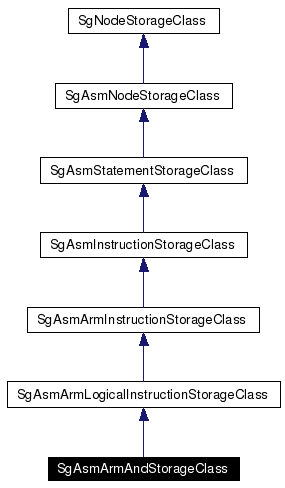 SgNodeStorageClass
SgAsmNodeStorageClass
SgAsmStatementStorageClass
SgAsmInstructionStorageClass
SgAsmArmInstructionStorageClass
SgAsmArmLogicalInstructionStorageClass
SgAsmArmAndStorageClass